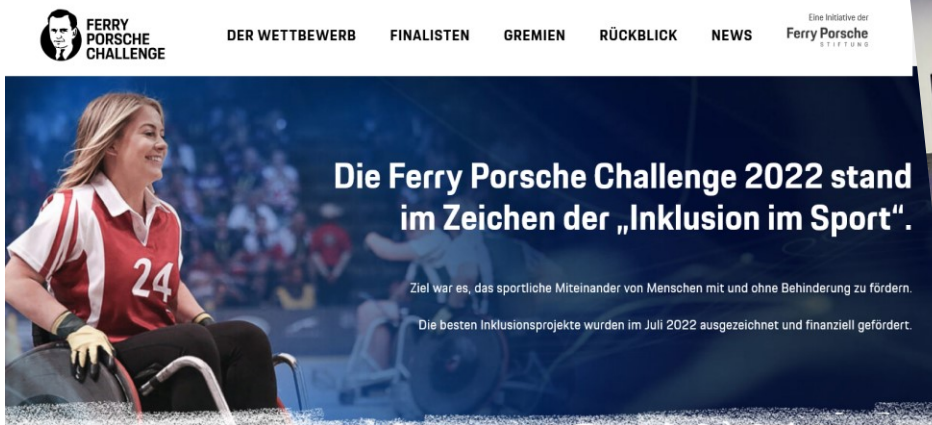 FERRY
PORSCHE
CHALLENGE
DER WETTBEWERB FINALISTEN GREMIEN RÜCKBLICK NEWS
Eine Initiative der
Ferry Porsche
STIFTUNG
Die Ferry Porsche Challenge 2022 stand
im Zeichen der „Inklusion im Sport“.
Ziel war es, das sportliche Miteinander von Menschen mit und ohne Behinderung zu fördern.
Die besten Inklusionsprojekte wurden im Juli 2022 ausgezeichnet und finanziell gefördert.
24